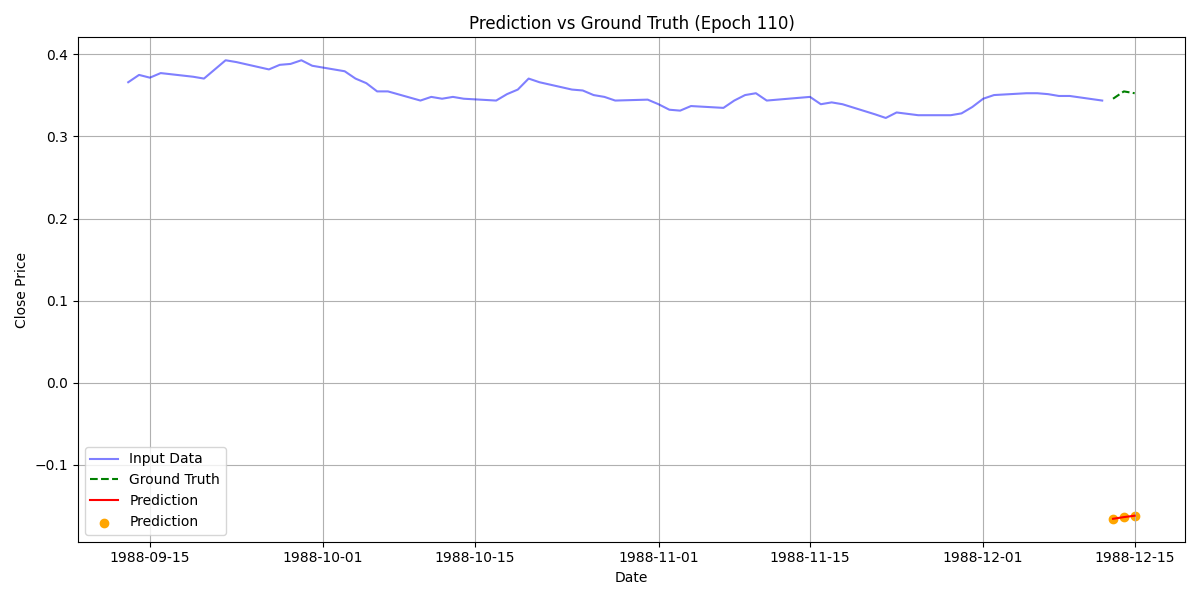 Prediction vs Ground Truth (Epoch 110)
Close Price
0.4
0.3
0.2
0.1
0.0
−0.1
Input Data
Ground Truth
Prediction
Prediction
1988-09-15 1988-10-01 1988-10-15 1988-11-01 1988-11-15 1988-12-01 1988-12-15
Date